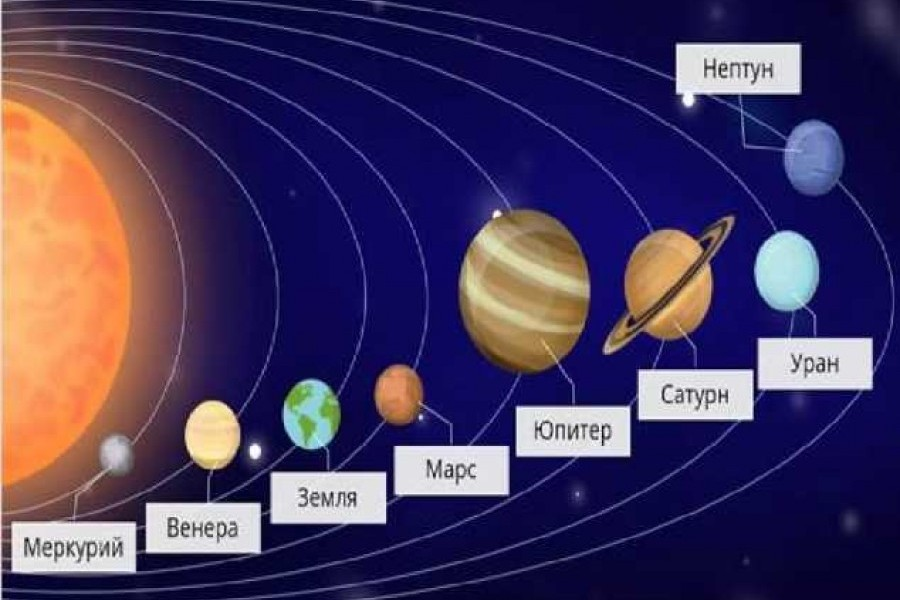 Меркурий
Венера
Земля
Марс
Юпитер
Сатурн
Уран
Нептун